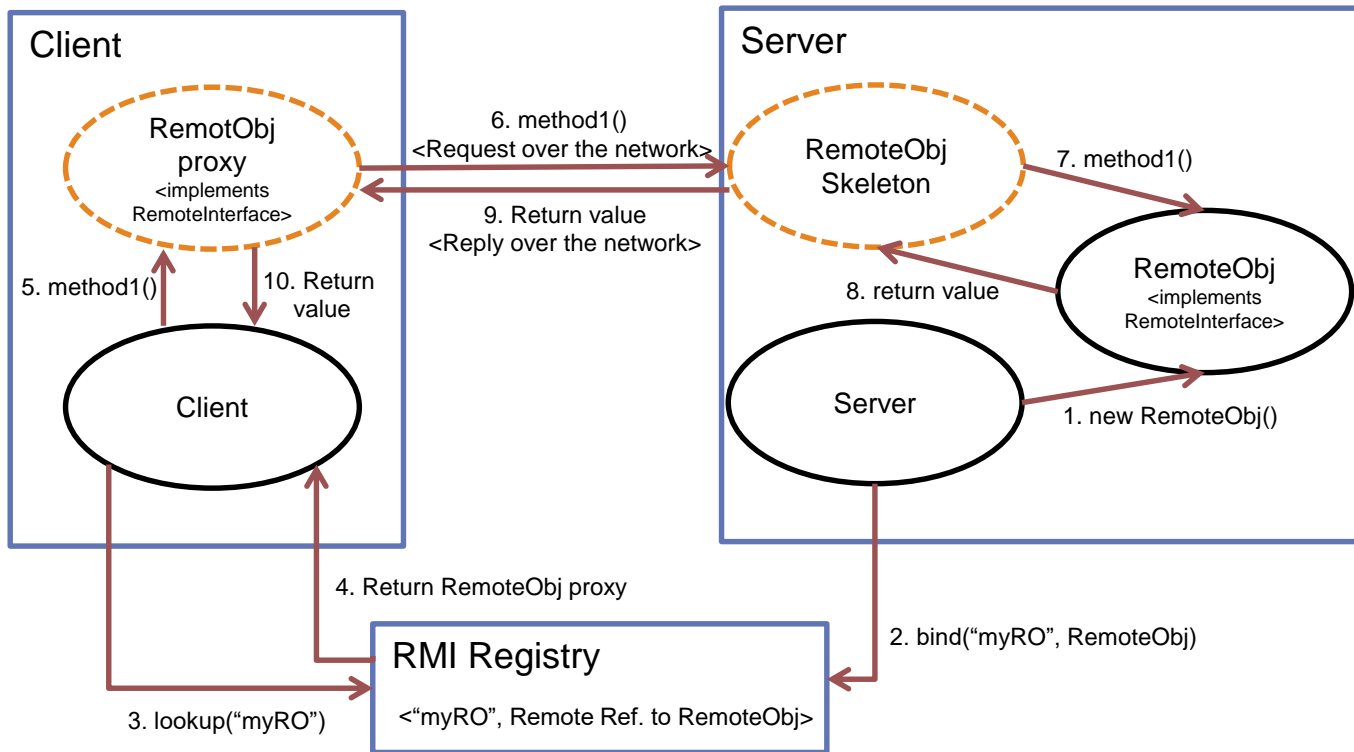 Client
RemotObj
proxy
<implements
RemoteInterface>
5. method1()
10. Return
value
Client
6. method1()
<Request over the network>
9. Return value
<Reply over the network>
Server
RemoteObj
Skeleton
7. method1()
RemoteObj
<implements
RemoteInterface>
8. return value
Server
1. new RemoteObj()
4. Return RemoteObj proxy
2. bind(“myRO”, RemoteObj)
RMI Registry
<“myRO”, Remote Ref. to RemoteObj>
3. lookup(“myRO”)